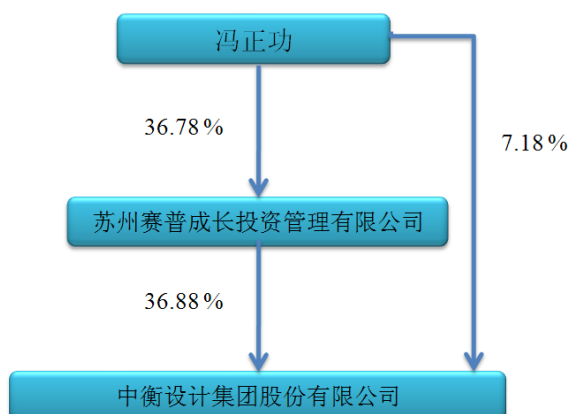 冯正功
36.78%
7.18%
苏州赛普成长投资管理有限公司
36.88%
中衡设计集团股份有限公司